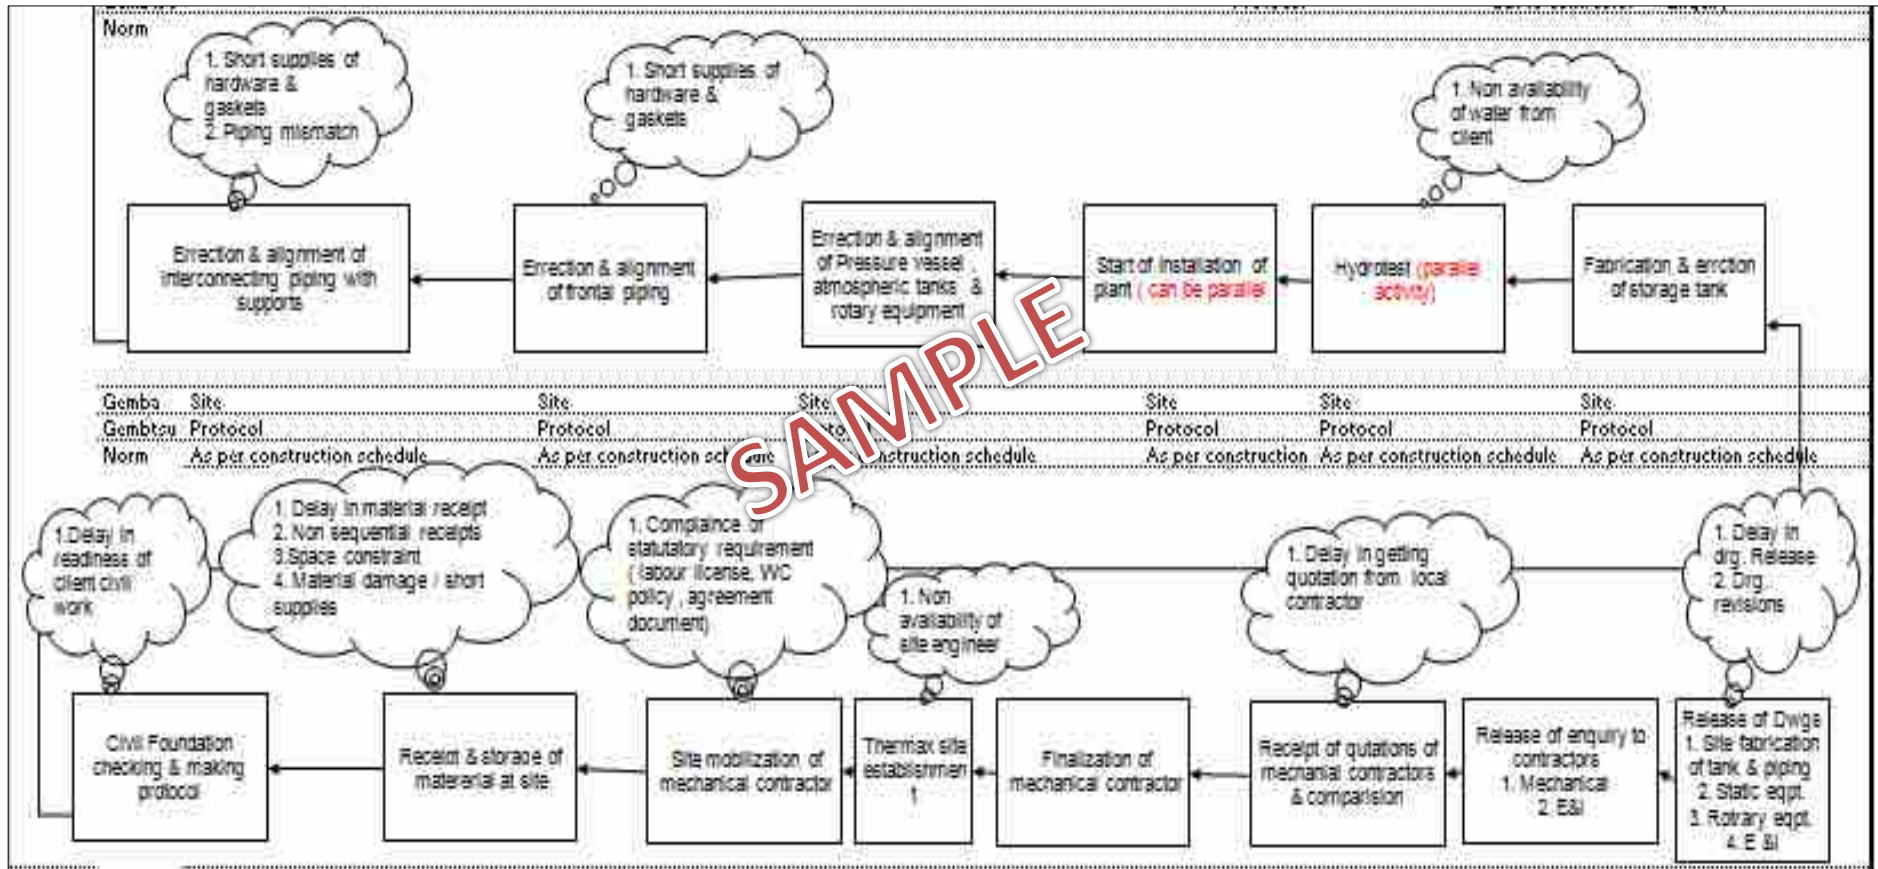 Norm
1. Short supplies of
hardware &
gaskets
2. Piping mismatch
1. Short supplies of
hardware &
gaskets
1. Non availability
of water from
client
Errection & alignment of
interconnecting piping with
supports
Errection & alignment
of frontal piping
Errection & alignment
of Pressure vessel ,
atmospheric tanks &
rotary equipment
Start of installation of
plant ( can be parallel
Hydrotest (parallel
activity)
Fabrication & errction
of storage tank
SAMPLE
Gemba Site Site Site Site Site Site
Gembtsu Protocol Protocol Protocol Protocol Protocol
Norm As per construction schedule As per construction schedule construction schedule As per construction As per construction schedule As per construction schedule
1.Delay in
readiness of
client civil
work
1. Delay in material receipt
2. Non sequential receipts
3.Space constraint
4. Material damage / short
supplies
1. Complaince of
statutatory requirement
( labour license, WC
policy , agreement
document)
1. Non
availability of
site engineer
1. Delay in getting
quotation from local
contractor
1. Delay in
drg. Release
2. Drg.
revisions
Civil Foundation
checking & making
protocol
Receipt & storage of
matererial at site
Site mobilization of
mechanical contractor
Thermax site
establishmen
t
Finalization of
mechanical contractor
Receipt of qutations of
mechanial contractors
& comparision
Release of enquiry to
contractors
1. Mechanical
2. E&I
Release of Dwgs
1. Site fabrication
of tank & piping
2. Static eqpt.
3. Rotrary eqpt.
4. E &I